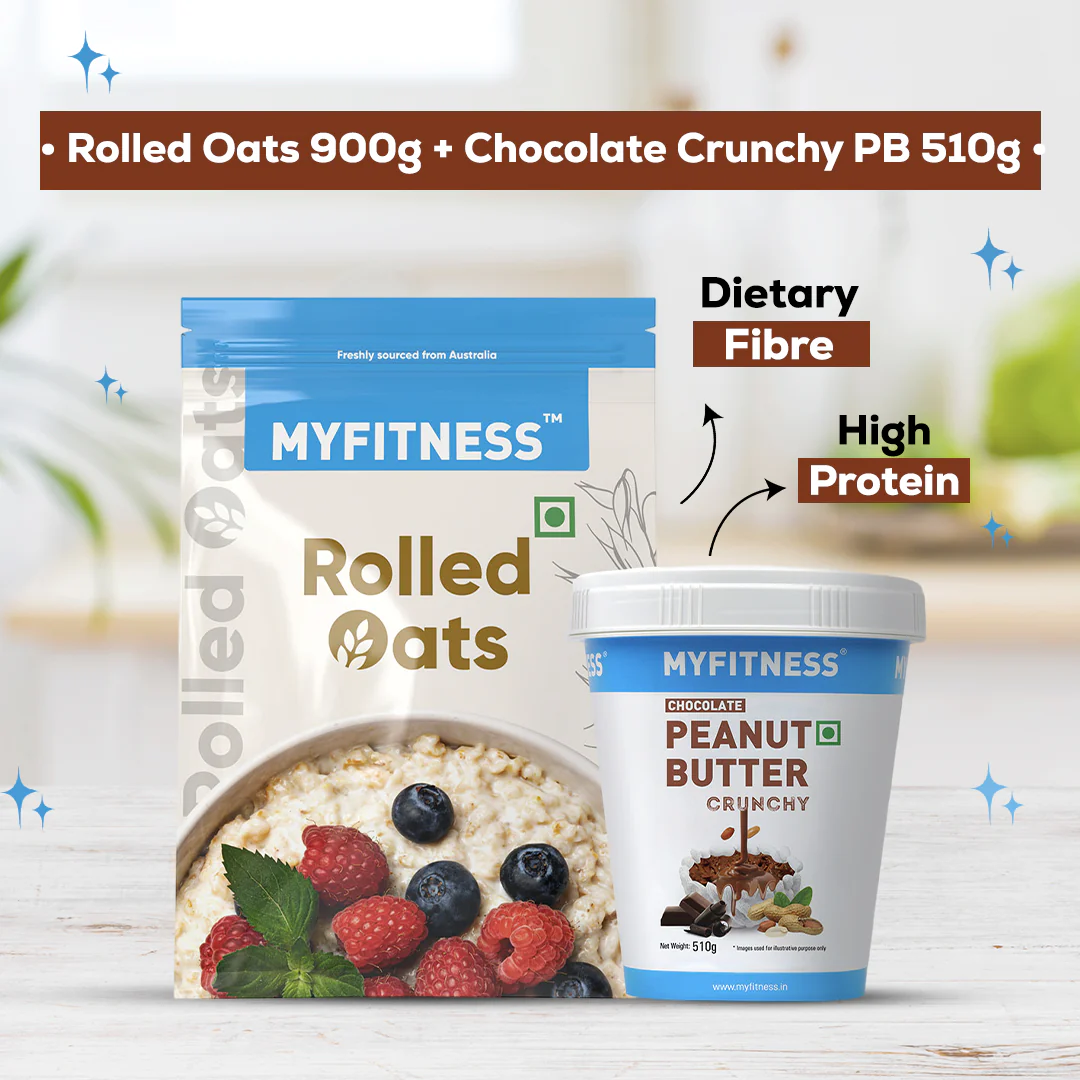 • Rolled Oats 900g + Chocolate Crunchy PB 510g •
Dietary
Fibre
High
Protein
Freshly sourced from Australia
MYFITNESS™
Rolled Oats
Rolled
Oats
SS®
MYFITNESS®
M
CHOCOLATE
PEANUT
BUTTER
CRUNCHY
Net Weight: 510g
* Images used for illustrative purpose only
www.myfitness.in